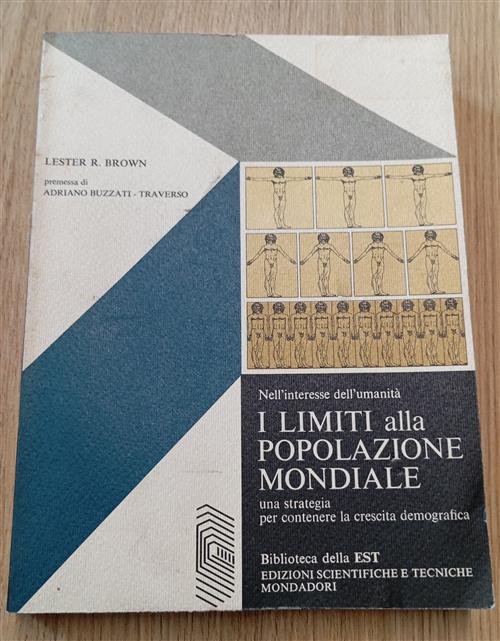 LESTER R. BROWN
premessa di
ADRIANO BUZZATI - TRAVERSO
Nell'interesse dell'umanità
I LIMITI alla
POPOLAZIONE
MONDIALE
una strategia
per contenere la crescita demografica
Biblioteca della EST
EDIZIONI SCIENTIFICHE E TECNICHE
MONDADORI